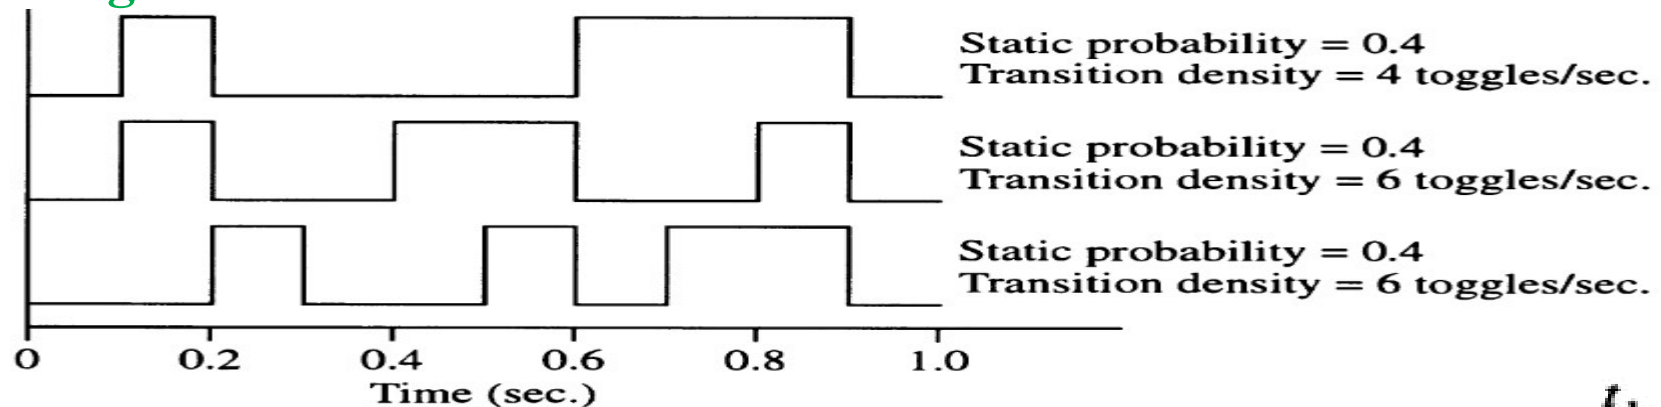 Static probability = 0.4
Transition density = 4 toggles/sec.
Static probability = 0.4
Transition density = 6 toggles/sec.
Static probability = 0.4
Transition density = 6 toggles/sec.
0 0.2 0.4 0.6 0.8 1.0
Time (sec.)